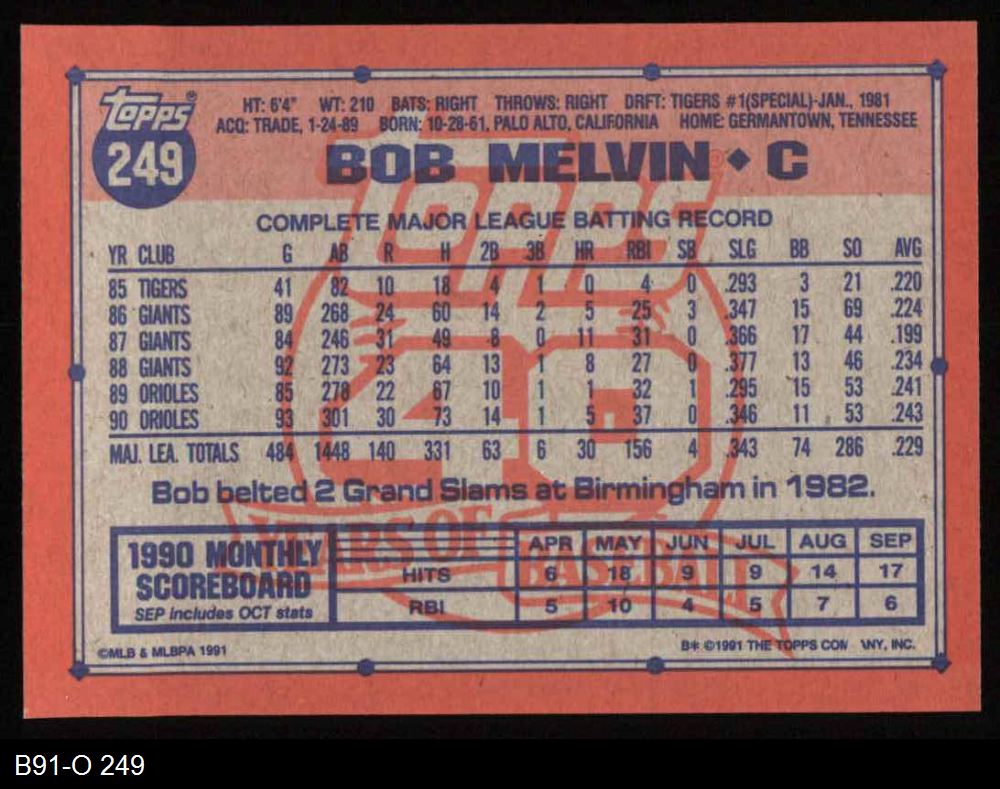 Topps®
249
HT: 6'4" WT: 210 BATS: RIGHT THROWS: RIGHT DRFT: TIGERS #1(SPECIAL)-JAN., 1981
ACQ: TRADE, 1-24-89 BORN: 10-28-61, PALO ALTO, CALIFORNIA HOME: GERMANTOWN, TENNESSEE
BOB MELVIN ◆ C
TOPPS®
40
YEARS OF
BASEBALL
COMPLETE MAJOR LEAGUE BATTING RECORD
YR CLUB G AB R H 2B 3B HR RBI SB SLG BB SO AVG
85 TIGERS 41 82 10 18 4 1 0 4 0 .293 3 21 .220
86 GIANTS 89 268 24 60 14 2 5 25 3 .347 15 69 .224
87 GIANTS 84 246 31 49 8 0 11 31 0 .366 17 44 .199
88 GIANTS 92 273 23 64 13 1 8 27 0 .377 13 46 .234
89 ORIOLES 85 278 22 67 10 1 1 32 1 .295 15 53 .241
90 ORIOLES 93 301 30 73 14 1 5 37 0 .346 11 53 .243
MAJ. LEA. TOTALS 484 1448 140 331 63 6 30 156 4 .343 74 286 .229
Bob belted 2 Grand Slams at Birmingham in 1982.
1990 MONTHLY SCOREBOARD
SEP includes OCT stats
APR MAY JUN JUL AUG SEP
HITS 6 18 9 9 14 17
RBI 5 10 4 5 7 6
©MLB & MLBPA 1991
B* ©1991 THE TOPPS COM NY, INC.
B91-O 249